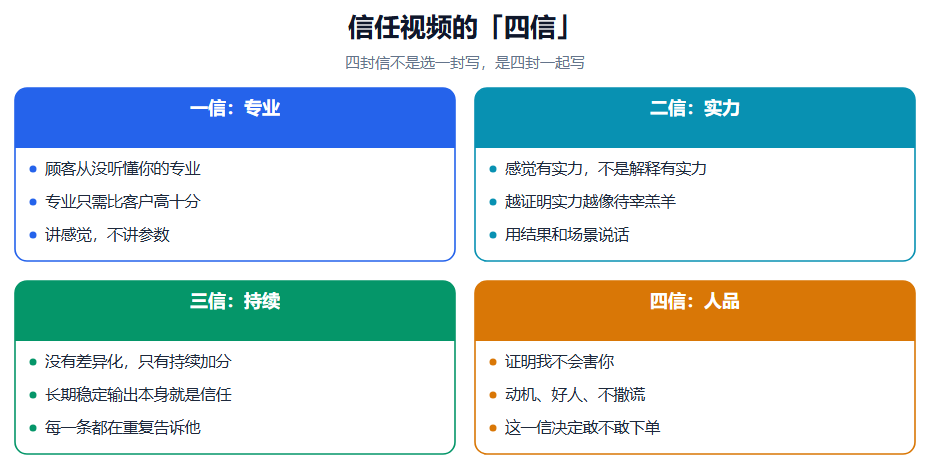 信任视频的「四信」
四封信不是选一封写，是四封一起写
一信：专业
顾客从没听懂你的专业
专业只需比客户高十分
讲感觉，不讲参数
二信：实力
感觉有实力，不是解释有实力
越证明实力越像待宰羔羊
用结果和场景说话
三信：持续
没有差异化，只有持续加分
长期稳定输出本身就是信任
每一条都在重复告诉他
四信：人品
证明我不会害你
动机、好人、不撒谎
这一信决定敢不敢下单